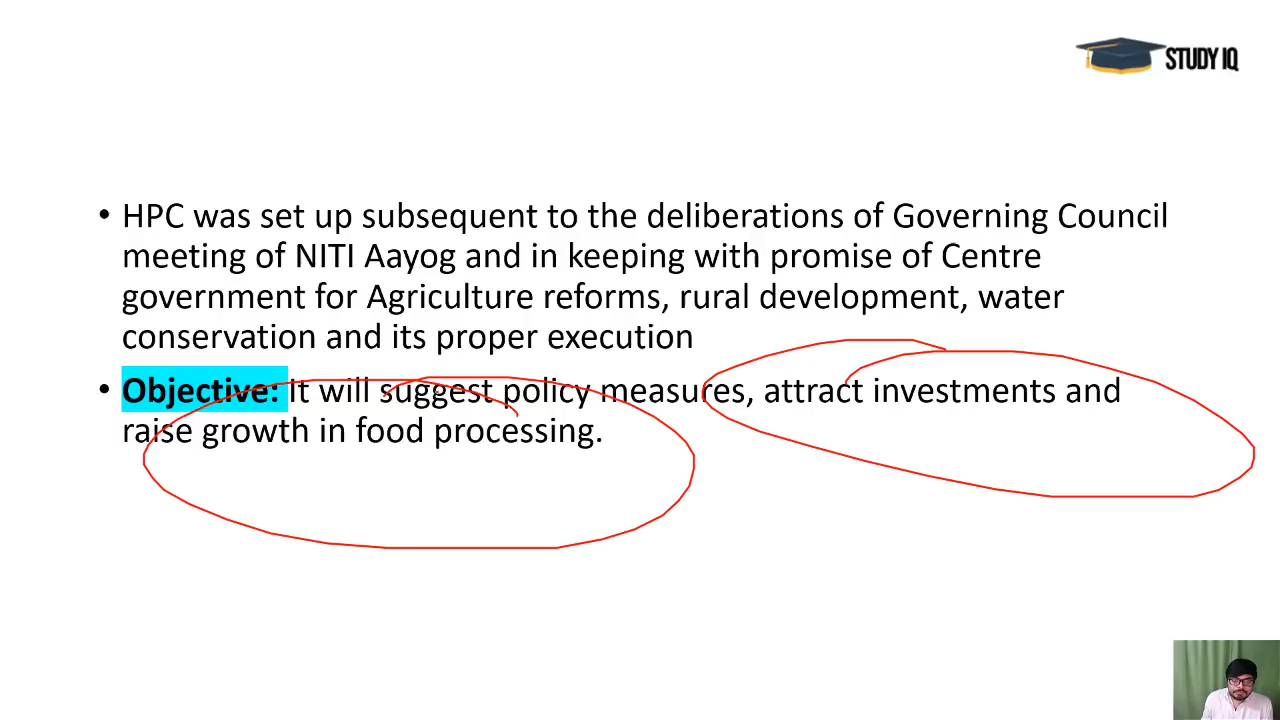 STUDY IQ
• HPC was set up subsequent to the deliberations of Governing Council
meeting of NITI Aayog and in keeping with promise of Centre
government for Agriculture reforms, rural development, water
conservation and its proper execution
• Objective: It will suggest policy measures, attract investments and
raise growth in food processing.